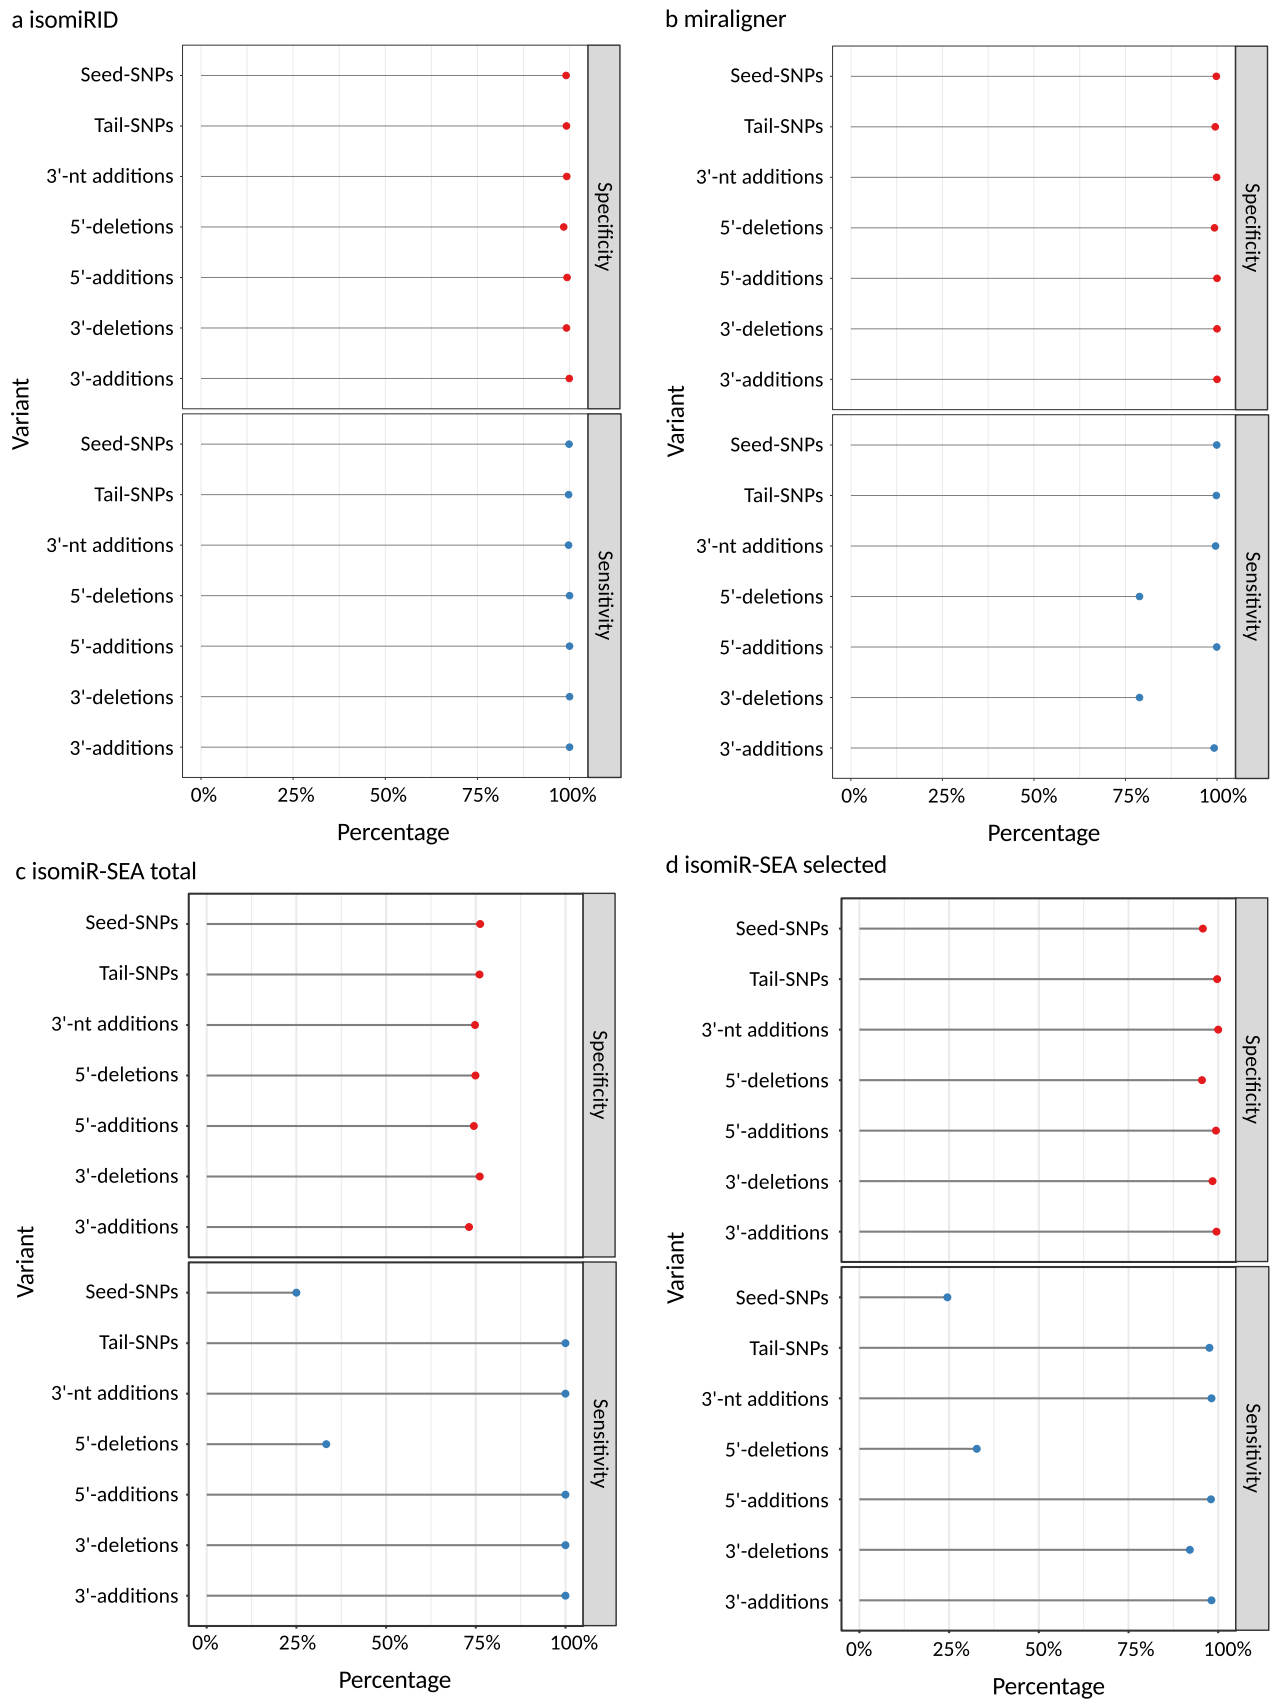 a isomiRID
Seed-SNPs
Tail-SNPs
3'-nt additions
5'-deletions
5'-additions
3'-deletions
3'-additions
Specificity
Variant
Seed-SNPs
Tail-SNPs
3'-nt additions
5'-deletions
5'-additions
3'-deletions
3'-additions
Sensitivity
0% 25% 50% 75% 100%
Percentage
b miraligner
Seed-SNPs
Tail-SNPs
3'-nt additions
5'-deletions
5'-additions
3'-deletions
3'-additions
Specificity
Variant
Seed-SNPs
Tail-SNPs
3'-nt additions
5'-deletions
5'-additions
3'-deletions
3'-additions
Sensitivity
0% 25% 50% 75% 100%
Percentage
c isomiR-SEA total
Seed-SNPs
Tail-SNPs
3'-nt additions
5'-deletions
5'-additions
3'-deletions
3'-additions
Specificity
Variant
Seed-SNPs
Tail-SNPs
3'-nt additions
5'-deletions
5'-additions
3'-deletions
3'-additions
Sensitivity
0% 25% 50% 75% 100%
Percentage
d isomiR-SEA selected
Seed-SNPs
Tail-SNPs
3'-nt additions
5'-deletions
5'-additions
3'-deletions
3'-additions
Specificity
Variant
Seed-SNPs
Tail-SNPs
3'-nt additions
5'-deletions
5'-additions
3'-deletions
3'-additions
Sensitivity
0% 25% 50% 75% 100%
Percentage